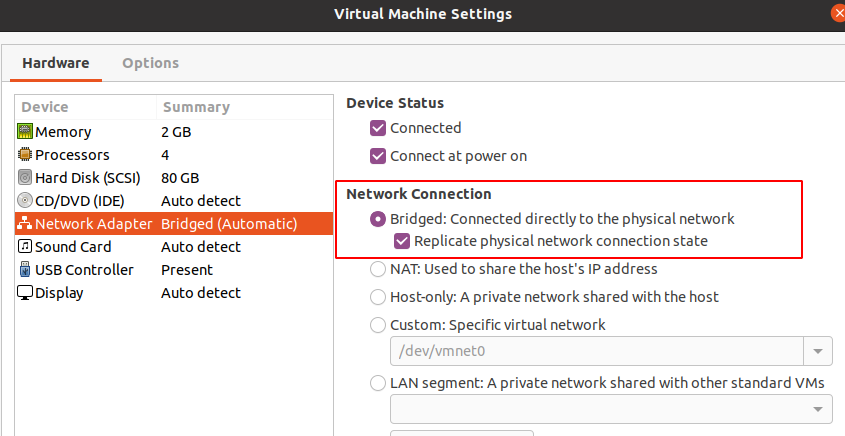 Virtual Machine Settings
Hardware Options
Device Summary
Memory 2 GB
Processors 4
Hard Disk (SCSI) 80 GB
CD/DVD (IDE) Auto detect
Network Adapter Bridged (Automatic)
Sound Card Auto detect
USB Controller Present
Display Auto detect
Device Status
Connected
Connect at power on
Network Connection
Bridged: Connected directly to the physical network
Replicate physical network connection state
NAT: Used to share the host's IP address
Host-only: A private network shared with the host
Custom: Specific virtual network
/dev/vmnet0
LAN segment: A private network shared with other standard VMs